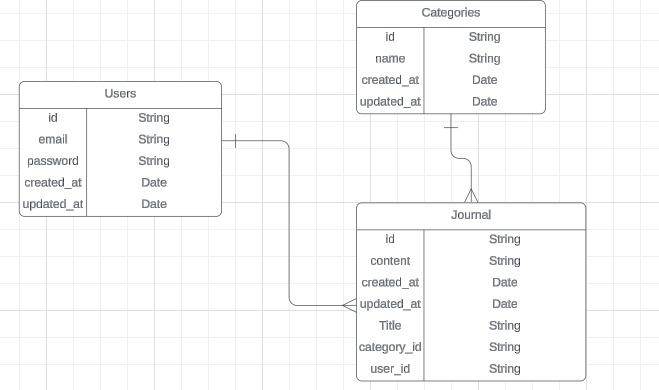 Categories
id String
name String
created_at Date
updated_at Date
Users
id String
email String
password String
created_at Date
updated_at Date
Journal
id String
content String
created_at Date
updated_at Date
Title String
category_id String
user_id String